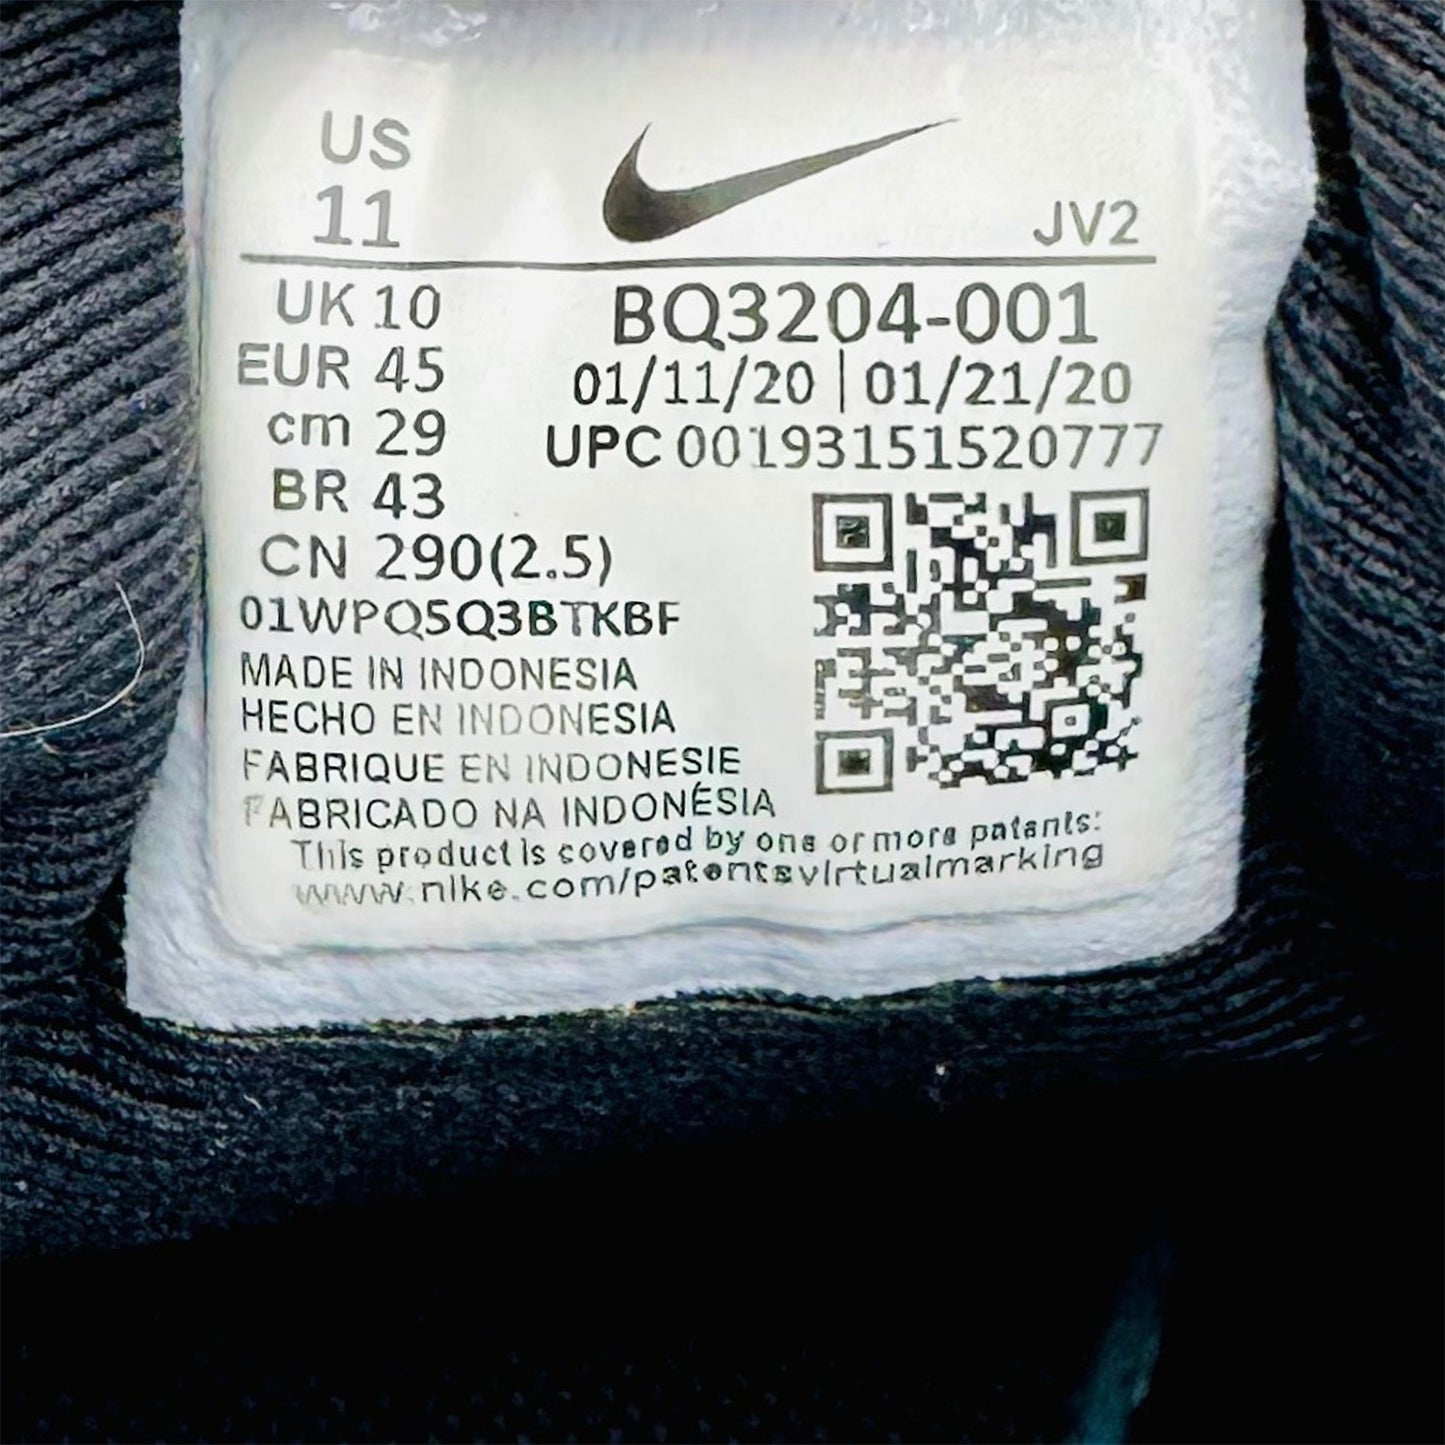 US
11
JV2
UK 10
EUR 45
cm 29
BR 43
CN 290(2.5)
BQ3204-001
01/11/20 | 01/21/20
UPC 00193151520777
01WPQ5Q3BTKBF
MADE IN INDONESIA
HECHO EN INDONESIA
FABRIQUE EN INDONESIE
FABRICADO NA INDONÉSIA
This product is covered by one or more patents:
www.nike.com/patentsvirtualmarking